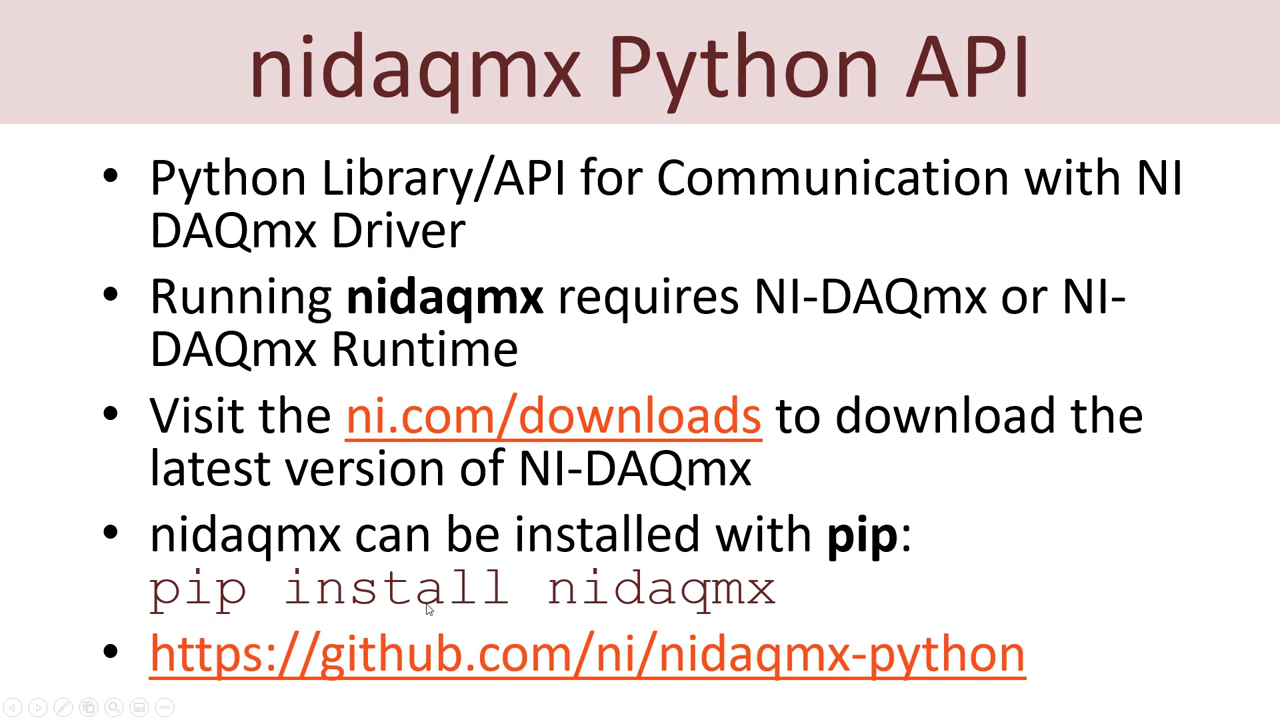 nidaqmx Python API
• Python Library/API for Communication with NI
DAQmx Driver
• Running nidaqmx requires NI-DAQmx or NI-
DAQmx Runtime
• Visit the ni.com/downloads to download the
latest version of NI-DAQmx
• nidaqmx can be installed with pip:
pip install nidaqmx
• https://github.com/ni/nidaqmx-python